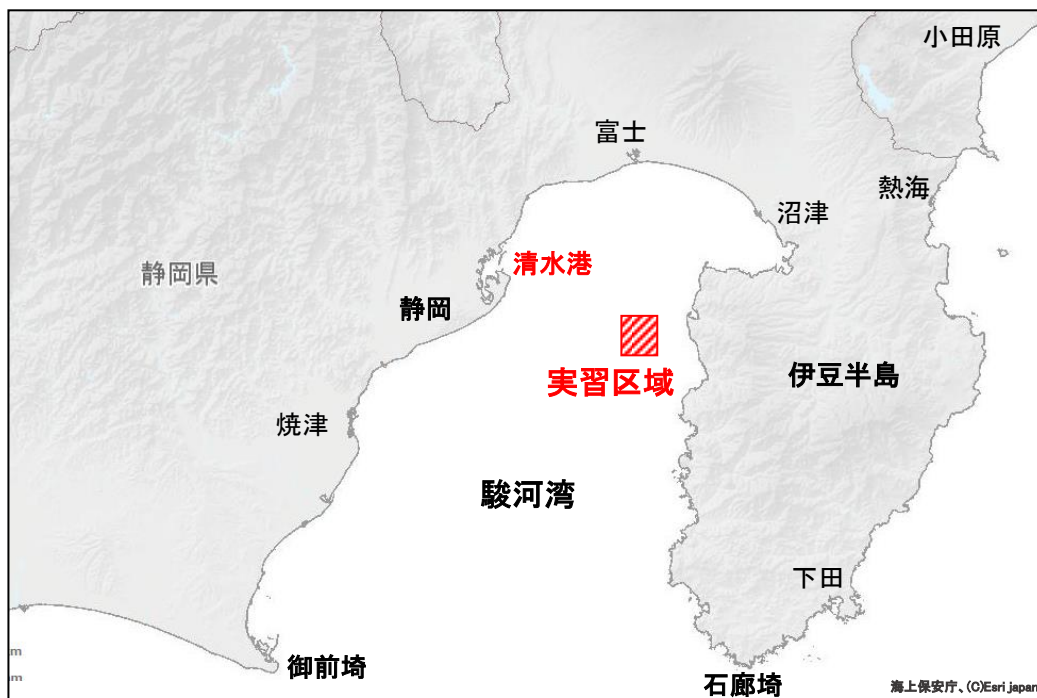 小田原
富士
熱海
沼津
清水港
静岡県
静岡
実習区域
伊豆半島
焼津
駿河湾
下田
m
御前埼
m
石廊埼
海上保安庁、(C)Esri japan